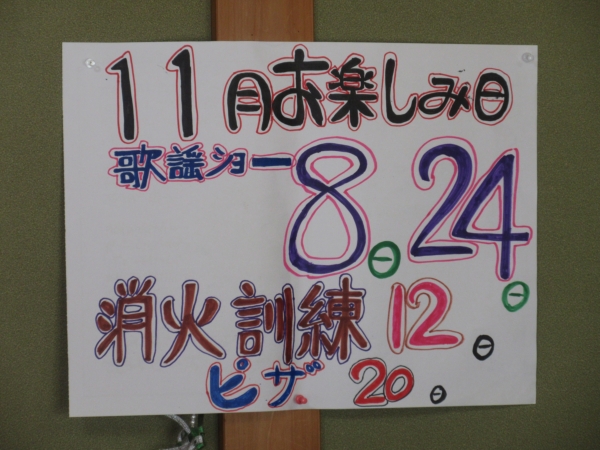 11月お楽しみ日
歌謡ショー 8日 24日
消火訓練 12日
ピザ 20日